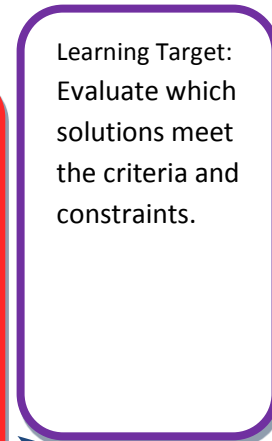 Learning Target:
Evaluate which
solutions meet
the criteria and
constraints.